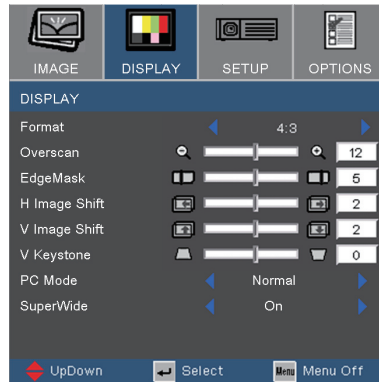 IMAGE DISPLAY SETUP OPTIONS
DISPLAY
Format 4:3
Overscan 12
EdgeMask 5
H Image Shift 2
V Image Shift 2
V Keystone 0
PC Mode Normal
SuperWide On
UpDown Select Menu Menu Off